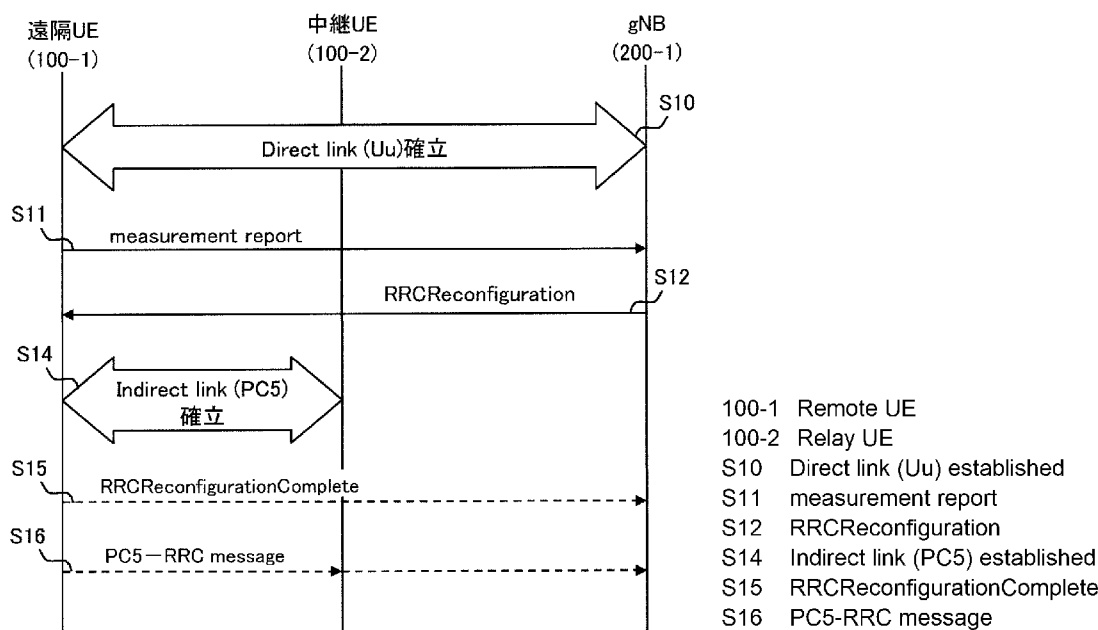 遠隔UE
(100-1)
中継UE
(100-2)
gNB
(200-1)
S10
Direct link (Uu)確立
S11
measurement report
S12
RRCReconfiguration
S14
Indirect link (PC5)
確立
S15
RRCReconfigurationComplete
S16
PC5-RRC message
100-1 Remote UE
100-2 Relay UE
S10 Direct link (Uu) established
S11 measurement report
S12 RRCReconfiguration
S14 Indirect link (PC5) established
S15 RRCReconfigurationComplete
S16 PC5-RRC message